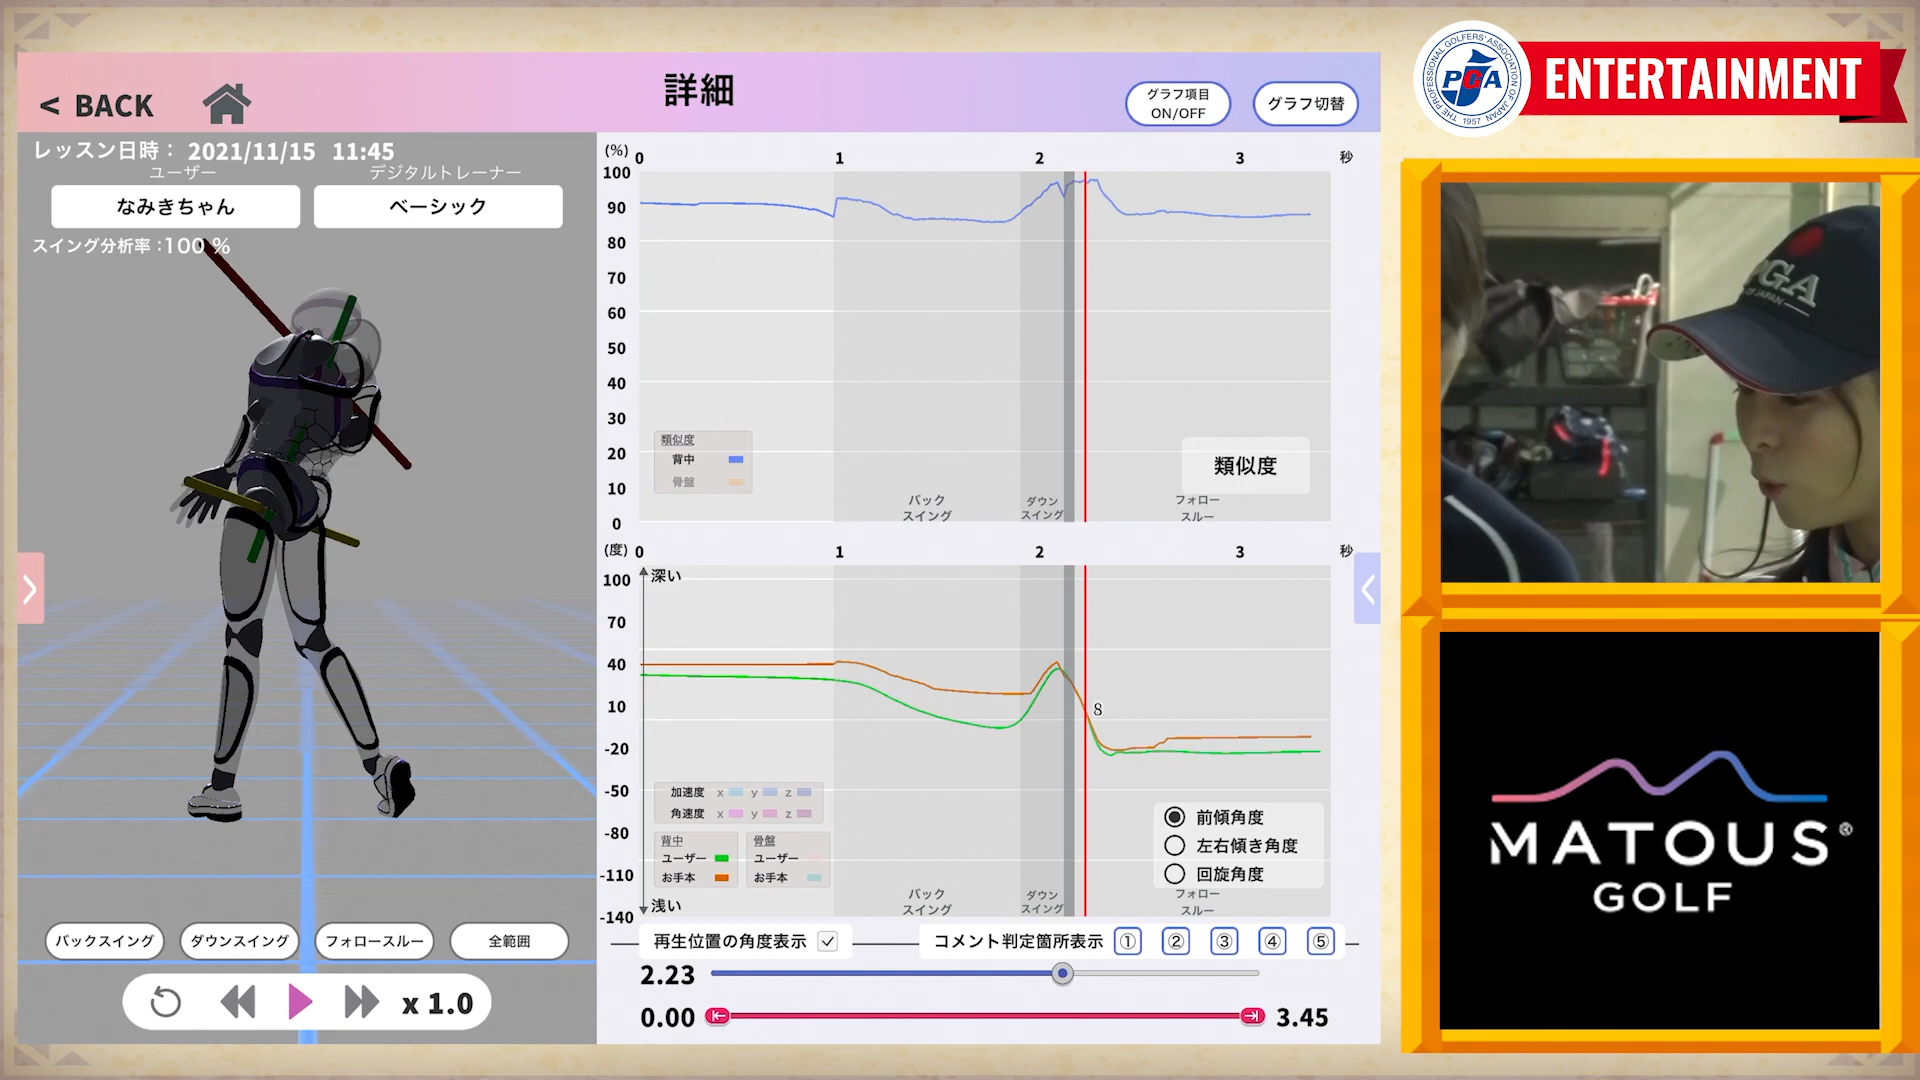 < BACK
詳細
グラフ項目
ON/OFF
グラフ切替
レッスン日時： 2021/11/15 11:45
ユーザー
デジタルトレーナー
なみきちゃん
ベーシック
スイング分析率：100 %
(%)
0 1 2 3 秒
100
90
80
70
60
50
40
30
20
10
0
類似度
背中
骨盤
類似度
バック
スイング
ダウン
スイング
フォロー
スルー
(度)
0 1 2 3 秒
深い
100
70
40
10
-20
-50
-80
-110
-140
8
加速度 x y z
角速度 x y z
背中
ユーザー
お手本
骨盤
ユーザー
お手本
前傾角度
左右傾き角度
回旋角度
バック
スイング
ダウン
スイング
フォロー
スルー
浅い
再生位置の角度表示
コメント判定箇所表示 ① ② ③ ④ ⑤
2.23
0.00
3.45
バックスイング
ダウンスイング
フォロースルー
全範囲
x 1.0
THE PROFESSIONAL GOLFERS' ASSOCIATION OF JAPAN
PGA
1957
ENTERTAINMENT
PGA
OF JAPAN
MATOUS®
GOLF